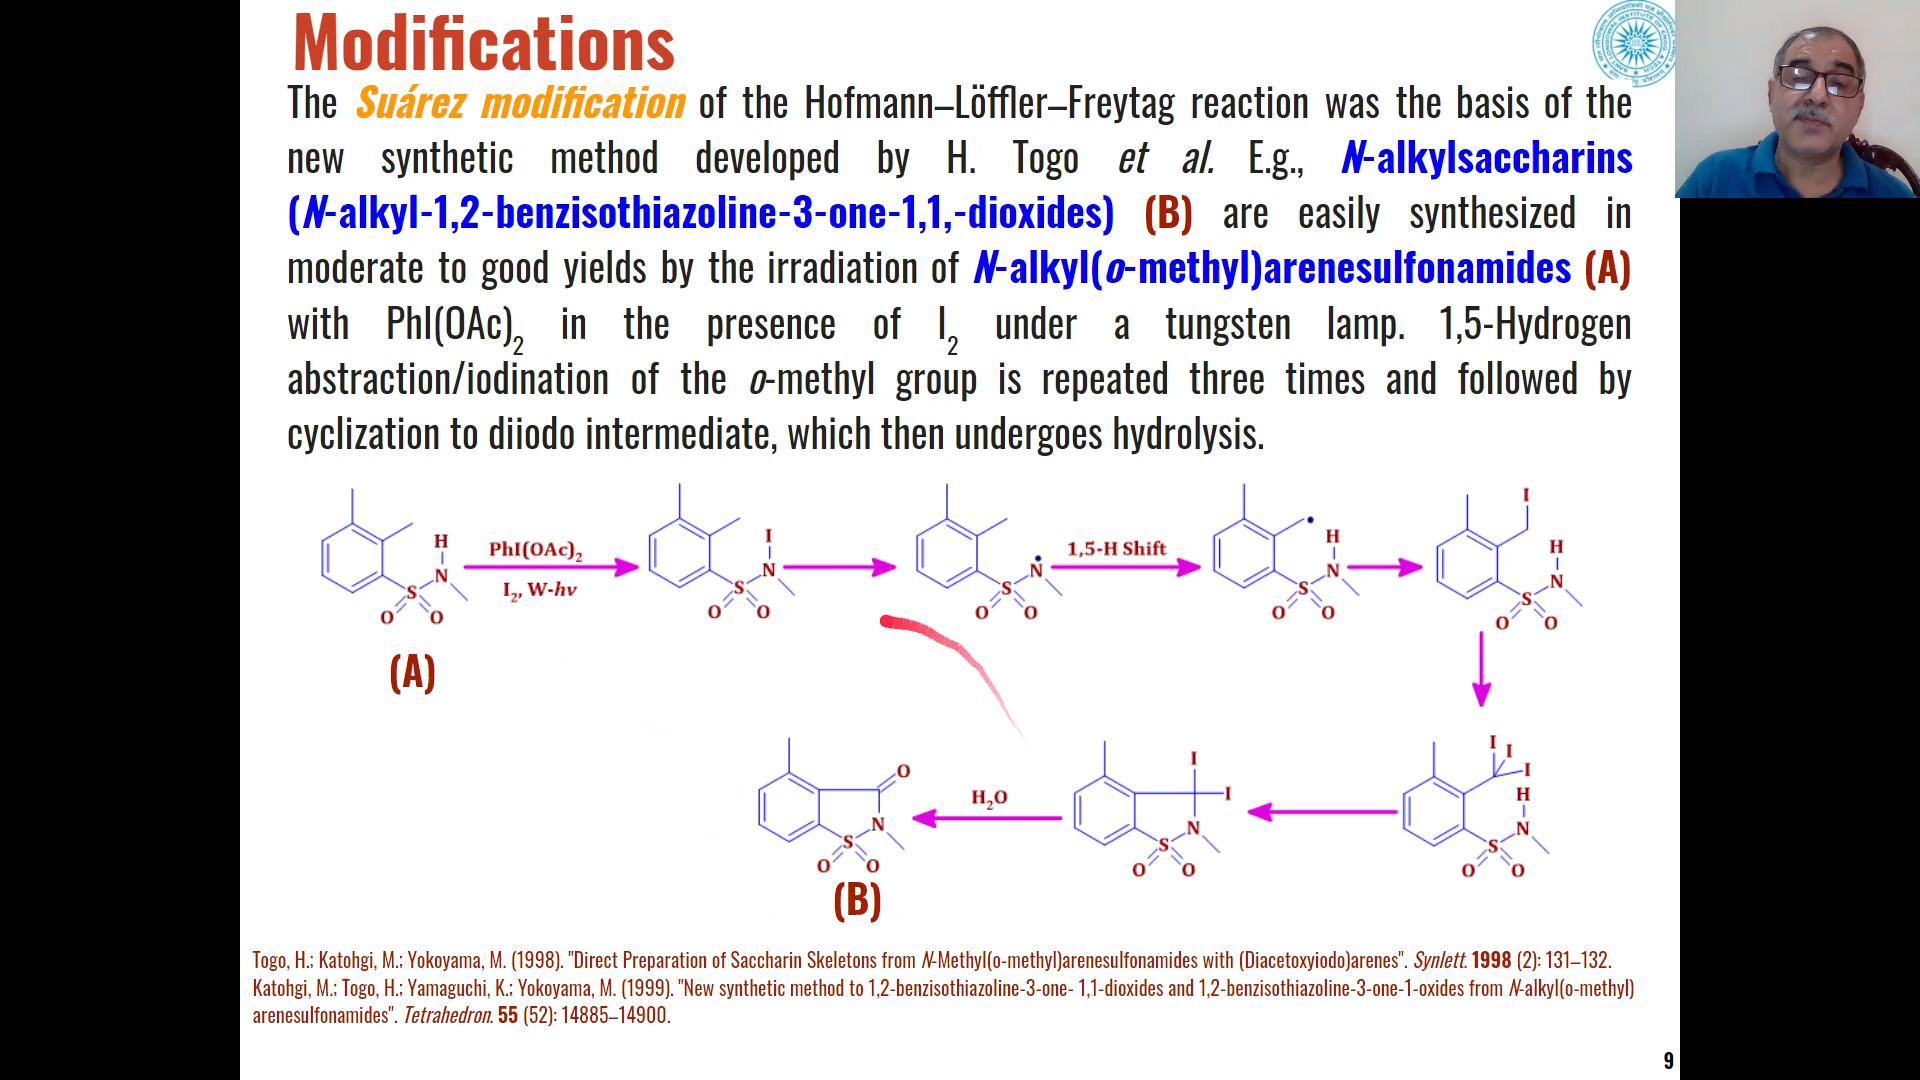 Modifications
The Suárez modification of the Hofmann–Löffler–Freytag reaction was the basis of the
new synthetic method developed by H. Togo et al. E.g., N-alkylsaccharins
(N-alkyl-1,2-benzisothiazoline-3-one-1,1,-dioxides) (B) are easily synthesized in
moderate to good yields by the irradiation of N-alkyl(o-methyl)arenesulfonamides (A)
with PhI(OAc)2 in the presence of I2 under a tungsten lamp. 1,5-Hydrogen
abstraction/iodination of the o-methyl group is repeated three times and followed by
cyclization to diiodo intermediate, which then undergoes hydrolysis.
H
N
S
O O
PhI(OAc)2
I2, W-hν
I
N
S
O O
N
S
O O
1,5-H Shift
H
N
S
O O
I
H
N
S
O O
(A)
O
N
S
O O
H2O
I
I
N
S
O O
I
I
I
H
N
S
O O
(B)
Togo, H.; Katohgi, M.; Yokoyama, M. (1998). "Direct Preparation of Saccharin Skeletons from N-Methyl(o-methyl)arenesulfonamides with (Diacetoxyiodo)arenes". Synlett. 1998 (2): 131–132.
Katohgi, M.; Togo, H.; Yamaguchi, K.; Yokoyama, M. (1999). "New synthetic method to 1,2-benzisothiazoline-3-one- 1,1-dioxides and 1,2-benzisothiazoline-3-one-1-oxides from N-alkyl(o-methyl)
arenesulfonamides". Tetrahedron. 55 (52): 14885–14900.
9